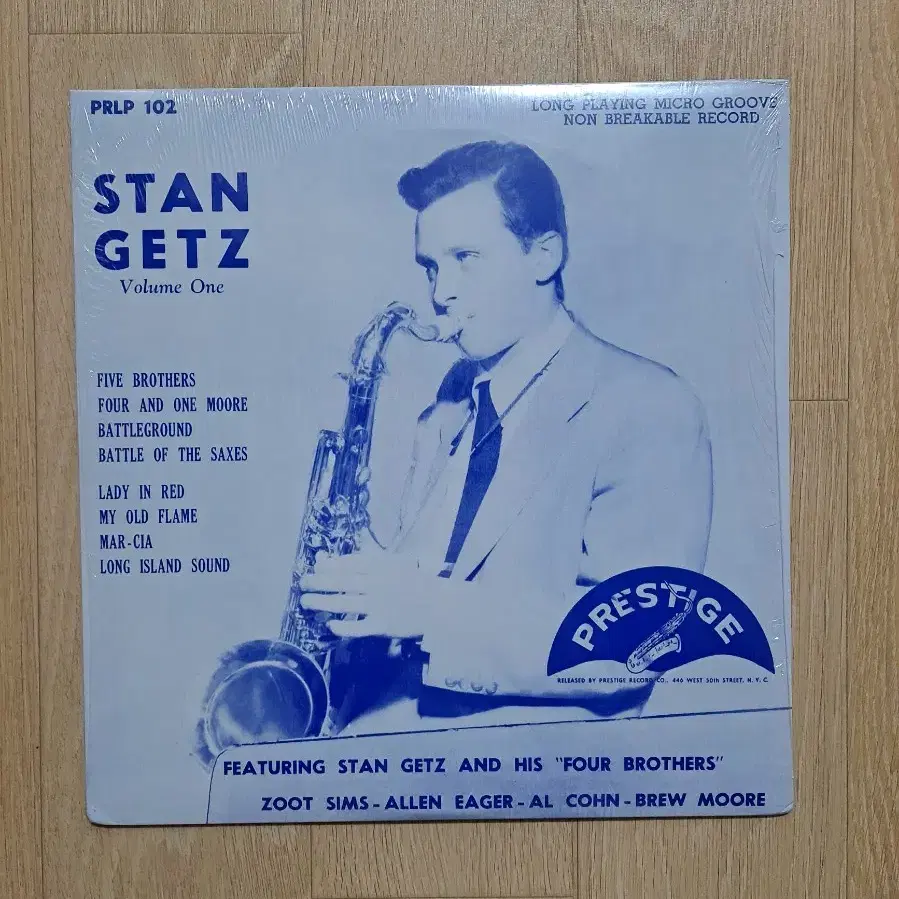 PRLP 102
LONG PLAYING MICRO GROOVE
NON BREAKABLE RECORD
STAN
GETZ
Volume One
FIVE BROTHERS
FOUR AND ONE MOORE
BATTLEGROUND
BATTLE OF THE SAXES
LADY IN RED
MY OLD FLAME
MAR-CIA
LONG ISLAND SOUND
PRESTIGE
RELEASED BY PRESTIGE RECORD CO., 446 WEST 50th STREET, N. Y. C.
FEATURING STAN GETZ AND HIS "FOUR BROTHERS"
ZOOT SIMS - ALLEN EAGER - AL COHN - BREW MOORE